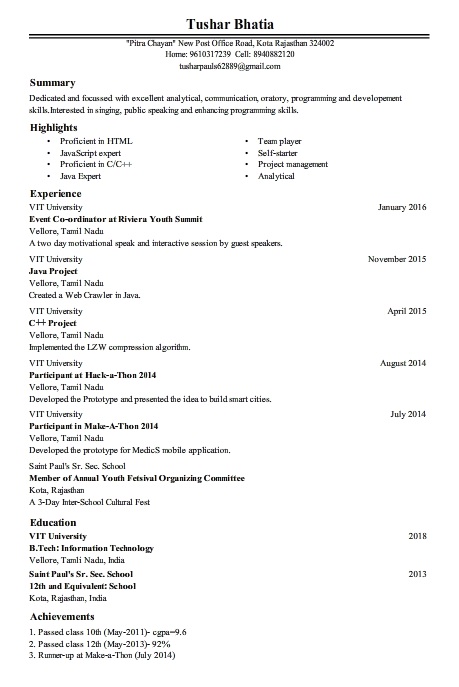 Tushar Bhatia
"Pitra Chayan" New Post Office Road, Kota Rajasthan 324002
Home: 9610317239 Cell: 8940882120
tusharpauls62889@gmail.com
Summary
Dedicated and focussed with excellent analytical, communication, oratory, programming and developement
skills.Interested in singing, public speaking and enhancing programming skills.
Highlights
• Proficient in HTML
• JavaScript expert
• Proficient in C/C++
• Java Expert
• Team player
• Self-starter
• Project management
• Analytical
Experience
VIT University January 2016
Event Co-ordinator at Riviera Youth Summit
Vellore, Tamil Nadu
A two day motivational speak and interactive session by guest speakers.
VIT University November 2015
Java Project
Vellore, Tamil Nadu
Created a Web Crawler in Java.
VIT University April 2015
C++ Project
Vellore, Tamil Nadu
Implemented the LZW compression algorithm.
VIT University August 2014
Participant at Hack-a-Thon 2014
Vellore, Tamil Nadu
Developed the Prototype and presented the idea to build smart cities.
VIT University July 2014
Participant in Make-A-Thon 2014
Vellore, Tamil Nadu
Developed the prototype for MedicS mobile application.
Saint Paul's Sr. Sec. School
Member of Annual Youth Fetsival Organizing Committee
Kota, Rajasthan
A 3-Day Inter-School Cultural Fest
Education
VIT University 2018
B.Tech: Information Technology
Vellore, Tamli Nadu, India
Saint Paul's Sr. Sec. School 2013
12th and Equivalent: School
Kota, Rajasthan, India
Achievements
1. Passed class 10th (May-2011)- cgpa=9.6
2. Passed class 12th (May-2013)- 92%
3. Runner-up at Make-a-Thon (July 2014)